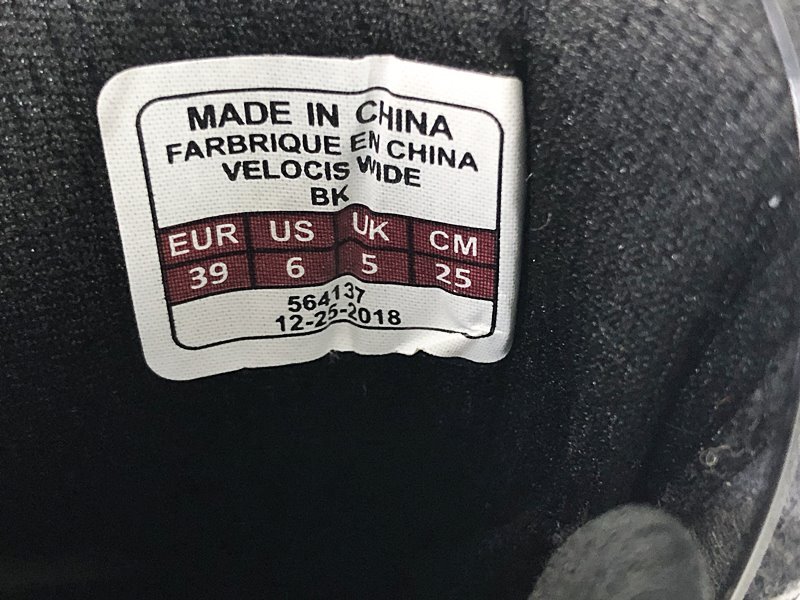 MADE IN CHINA
FARBRIQUE EN CHINA
VELOCIS WIDE
BK
EUR US UK CM
39 6 5 25
564137
12-25-2018